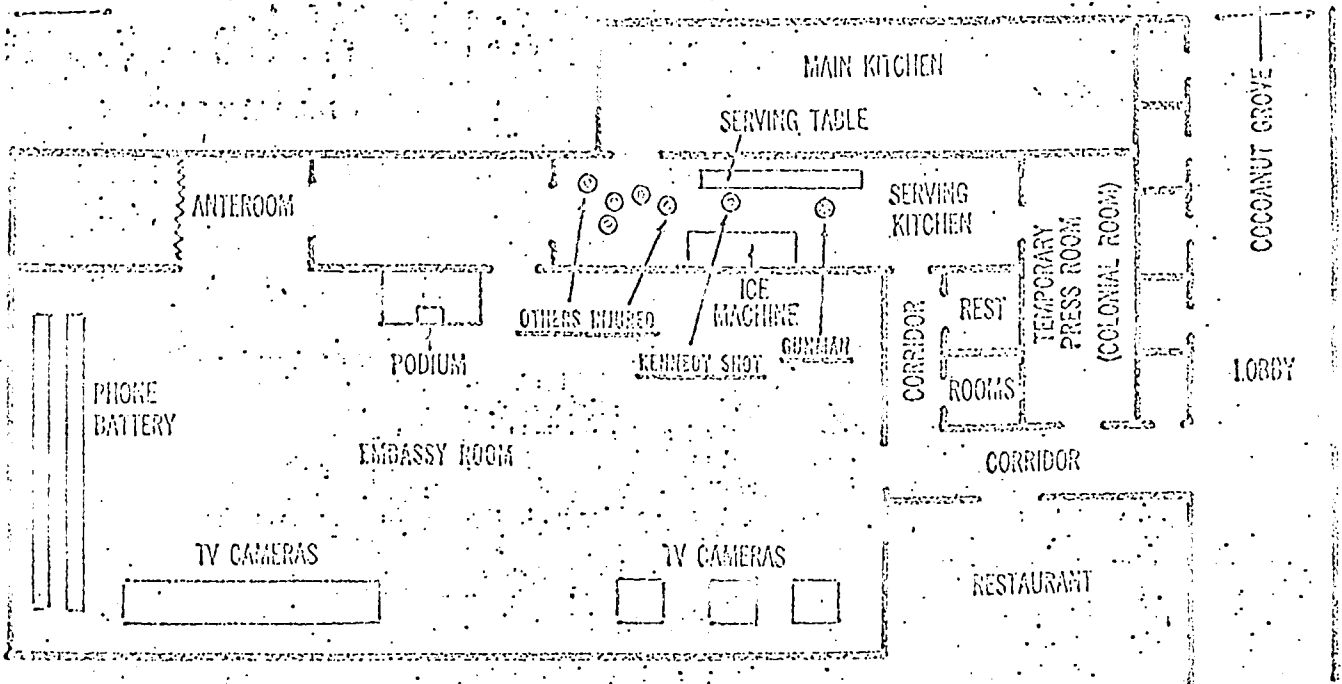 MAIN KITCHEN
SERVING TABLE
COCOANUT GROVE
ANTEROOM
SERVING
KITCHEN
TEMPORARY
PRESS ROOM
(COLONIAL ROOM)
ICE
MACHINE
OTHERS INJURED
KENNEDY SHOT
GUNMAN
PODIUM
CORRIDOR
REST
ROOMS
LOBBY
PHONE
BATTERY
EMBASSY ROOM
CORRIDOR
TV CAMERAS
TV CAMERAS
RESTAURANT